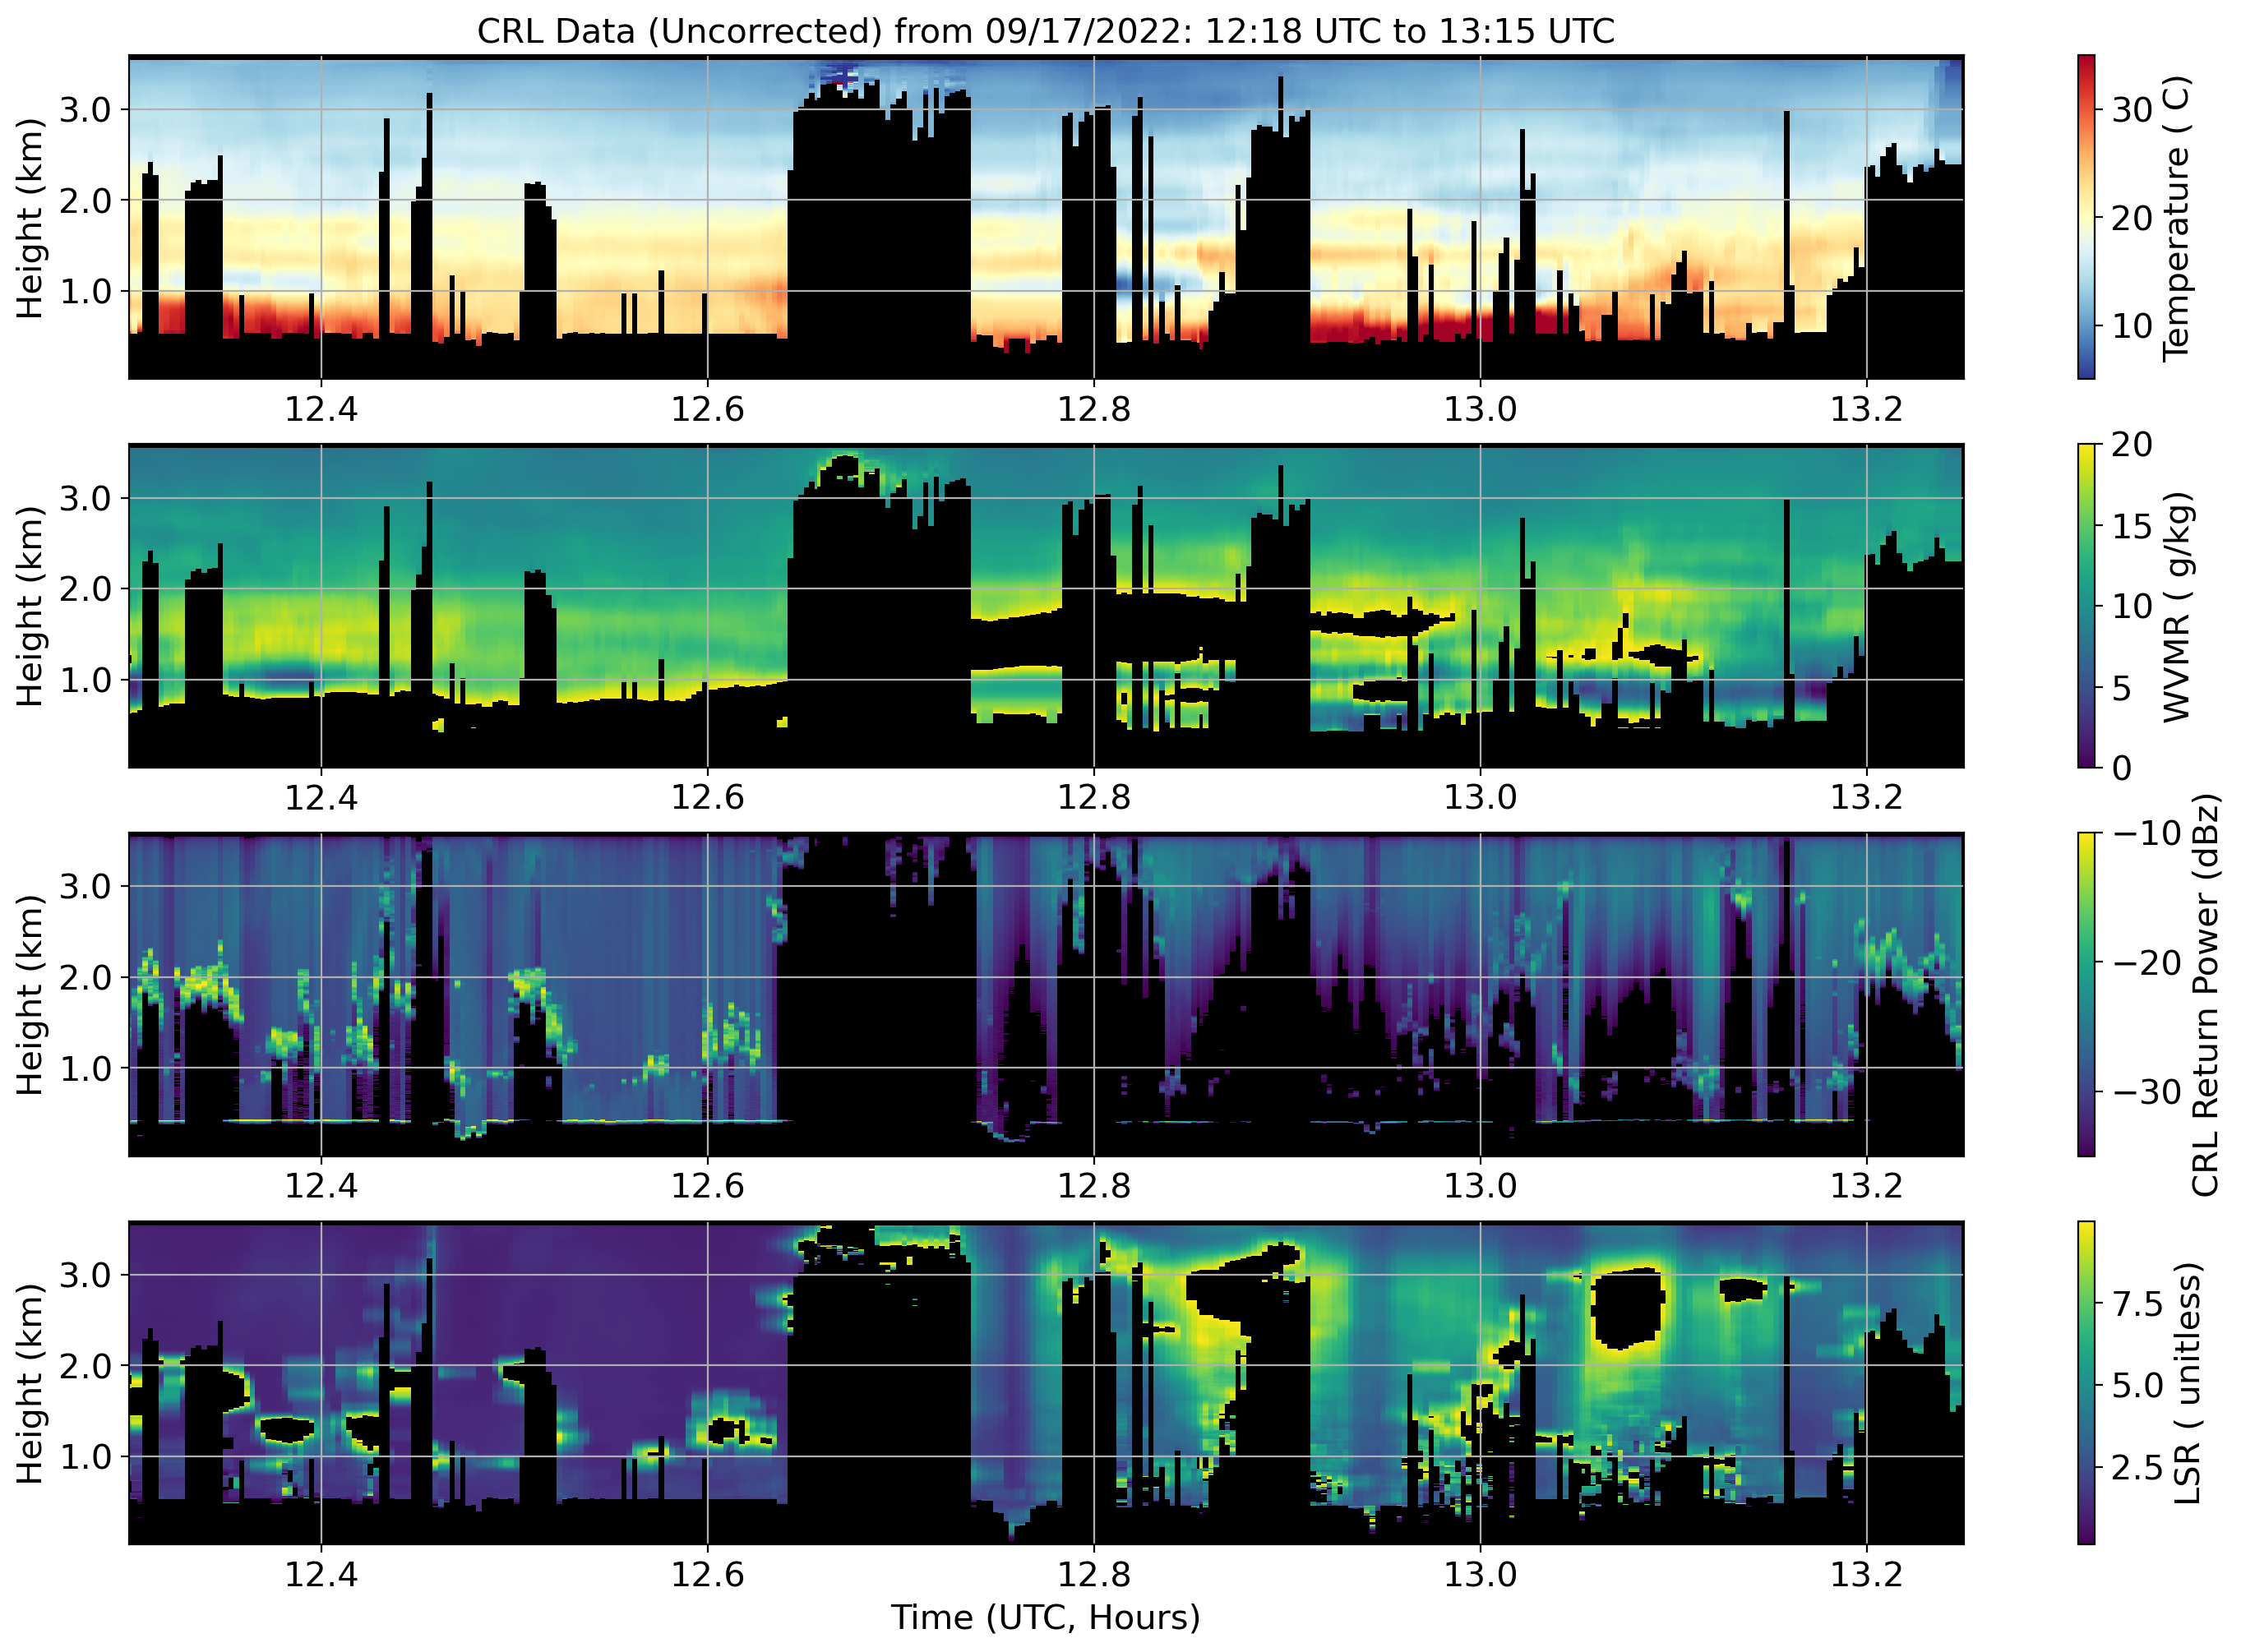 CRL Data (Uncorrected) from 09/17/2022: 12:18 UTC to 13:15 UTC
Height (km)
3.0
2.0
1.0
12.4 12.6 12.8 13.0 13.2
30
20
10
Temperature ( C)
Height (km)
3.0
2.0
1.0
12.4 12.6 12.8 13.0 13.2
20
15
10
5
0
WVMR ( g/kg)
Height (km)
3.0
2.0
1.0
12.4 12.6 12.8 13.0 13.2
−10
−20
−30
CRL Return Power (dBz)
Height (km)
3.0
2.0
1.0
12.4 12.6 12.8 13.0 13.2
7.5
5.0
2.5
LSR ( unitless)
Time (UTC, Hours)